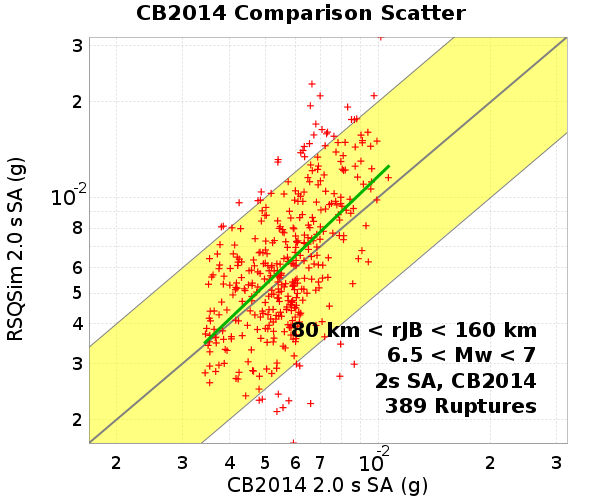 CB2014 Comparison Scatter
RSQSim 2.0 s SA (g)
3
2
10-2
8
6
5
4
3
2
80 km < rJB < 160 km
6.5 < Mw < 7
2s SA, CB2014
389 Ruptures
2 3 4 5 6 7 10-2 2 3
CB2014 2.0 s SA (g)